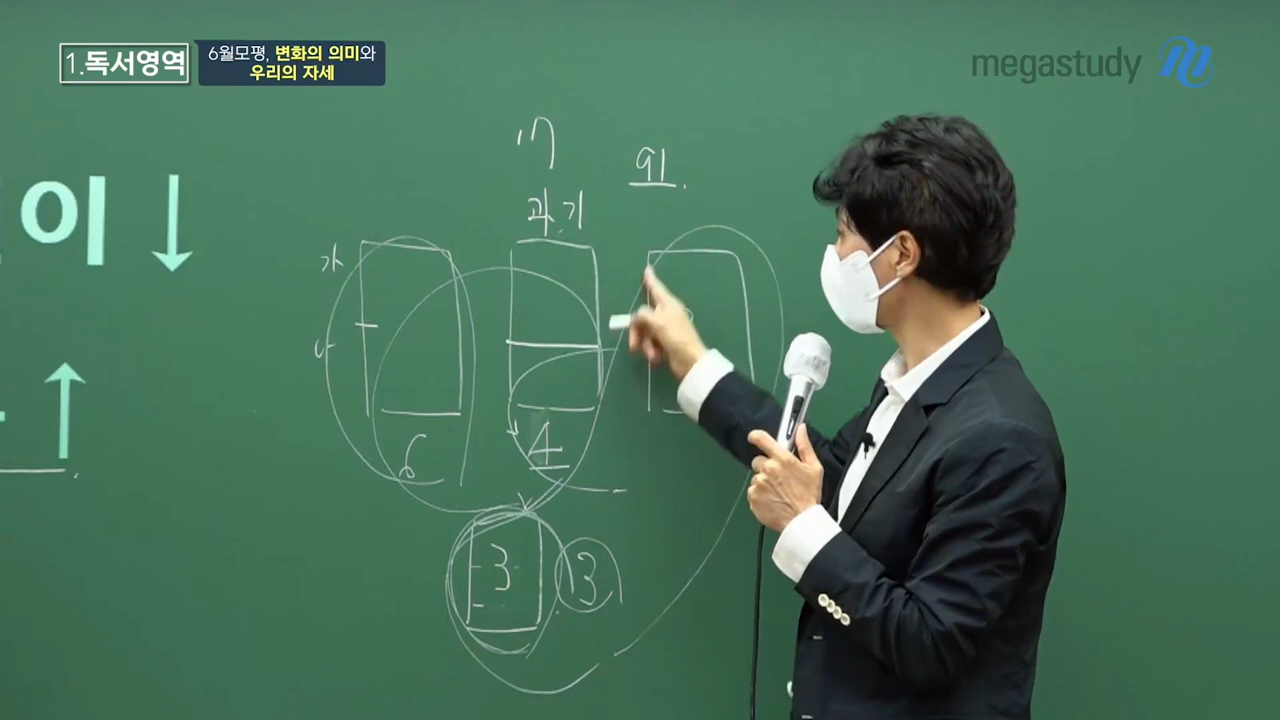 1.독서영역
6월모평, 변화의 의미와
우리의 자세
megastudy
이 ↓
↑
17
91
과.기
가
나
6
4
3
3